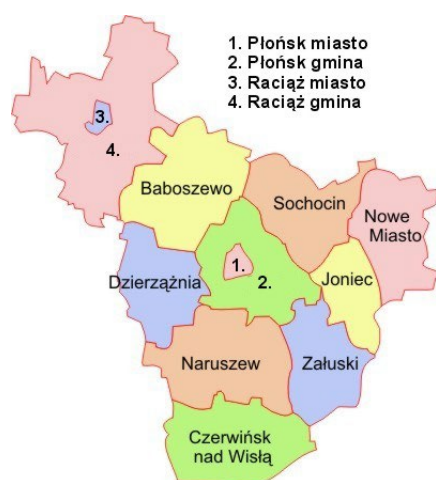 1. Płońsk miasto
2. Płońsk gmina
3. Raciąż miasto
4. Raciąż gmina
3.
4.
Baboszewo
Sochocin
Nowe
Miasto
1.
2.
Dzierzążnia
Joniec
Naruszew
Załuski
Czerwińsk
nad Wisłą